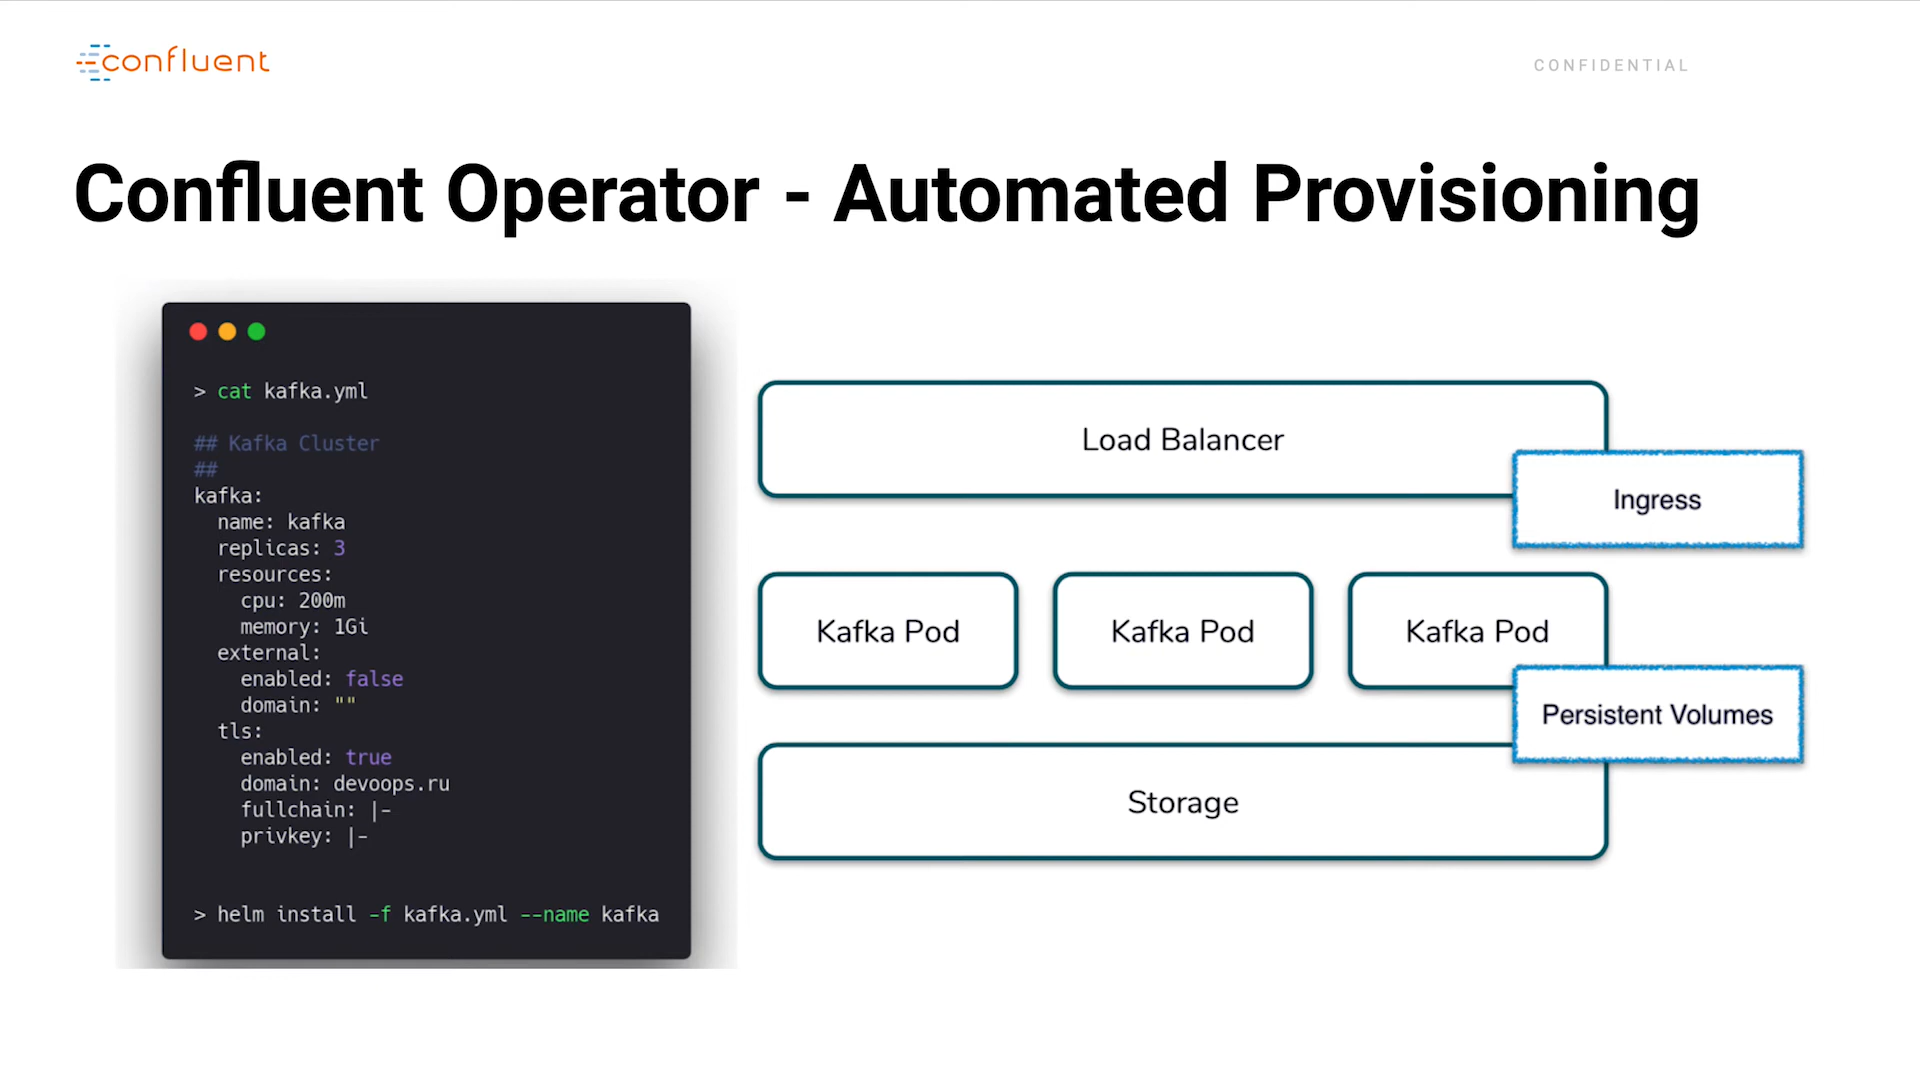 confluent
CONFIDENTIAL
Confluent Operator - Automated Provisioning
> cat kafka.yml
## Kafka Cluster
##
kafka:
  name: kafka
  replicas: 3
  resources:
    cpu: 200m
    memory: 1Gi
  external:
    enabled: false
    domain: ""
  tls:
    enabled: true
    domain: devoops.ru
    fullchain: |-
    privkey: |-
> helm install -f kafka.yml --name kafka
Load Balancer
Ingress
Kafka Pod
Kafka Pod
Kafka Pod
Persistent Volumes
Storage